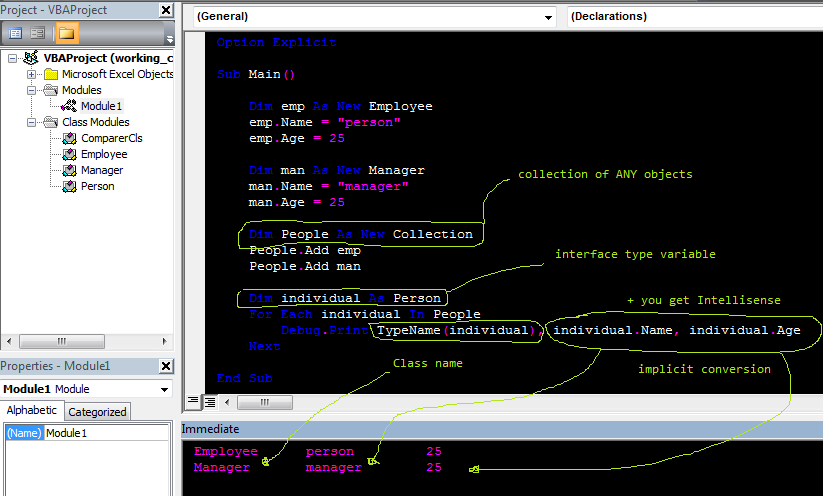 Project - VBAProject
VBAProject (working_c
Microsoft Excel Objects
Modules
Module1
Class Modules
ComparerCls
Employee
Manager
Person
Properties - Module1
Module1 Module
Alphabetic Categorized
(Name) Module1
(General) (Declarations)
Option Explicit
Sub Main()
Dim emp As New Employee
emp.Name = "person"
emp.Age = 25
Dim man As New Manager
man.Name = "manager"
man.Age = 25
collection of ANY objects
Dim People As New Collection
People.Add emp
People.Add man
interface type variable
Dim individual As Person
+ you get Intellisense
For Each individual In People
Debug.Print TypeName(individual), individual.Name, individual.Age
Next
Class name
implicit conversion
End Sub
Immediate
Employee person 25
Manager manager 25